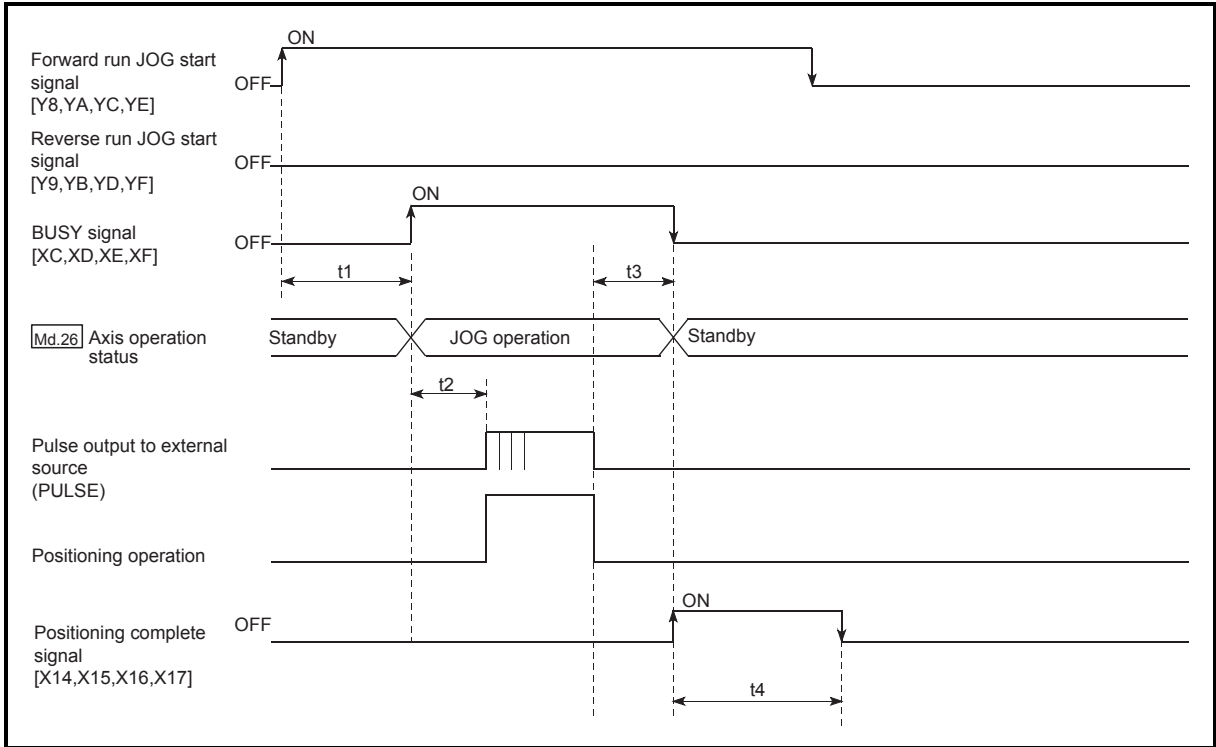 ON
Forward run JOG start
signal
[Y8,YA,YC,YE]
OFF
Reverse run JOG start
signal
[Y9,YB,YD,YF]
OFF
ON
BUSY signal
[XC,XD,XE,XF]
OFF
t1
t3
Md.26 Axis operation
status
Standby
JOG operation
Standby
t2
Pulse output to external
source
(PULSE)
Positioning operation
ON
OFF
Positioning complete
signal
[X14,X15,X16,X17]
t4